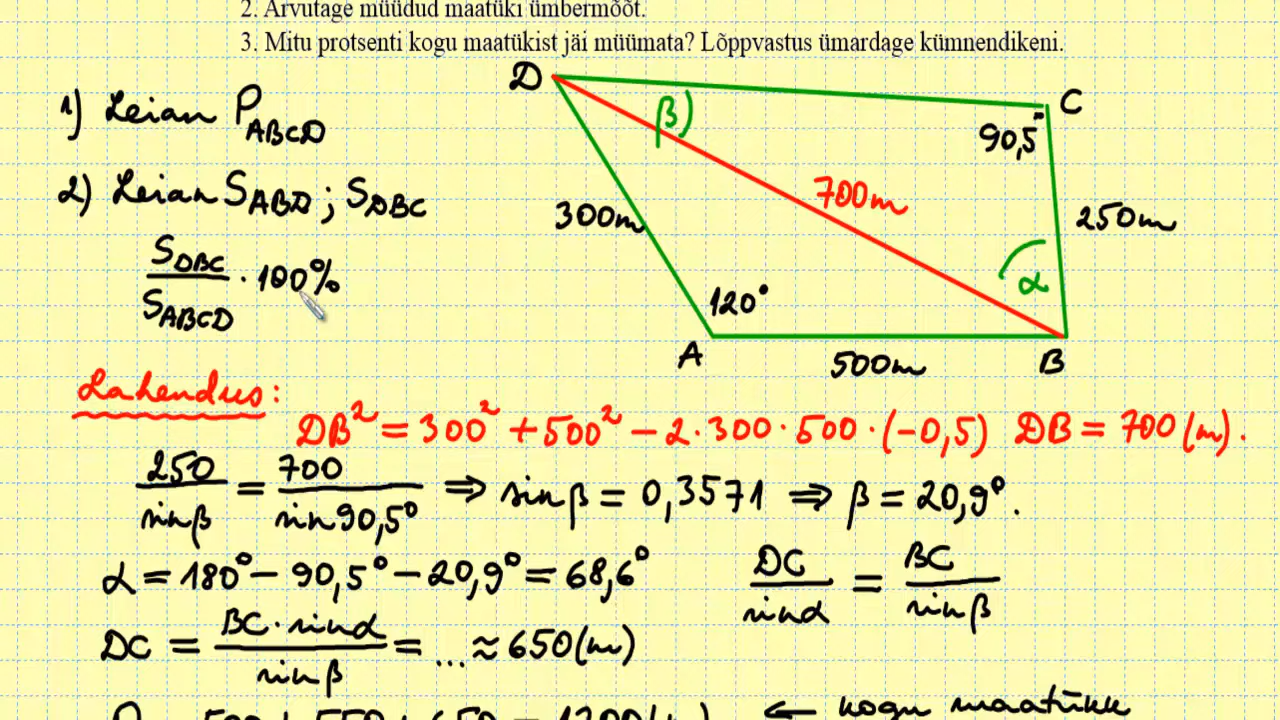 2. Arvutage müüdud maatüki ümbermõõt.
3. Mitu protsenti kogu maatükist jäi müümata? Lõppvastus ümardage kümnendikeni.
1) Leian P_ABCD
2) Leian S_ABD ; S_DBC
S_DBC / S_ABCD · 100%
D
C
β
90,5°
700m
300m
250m
α
120°
A
500m
B
Lahendus:
DB² = 300² + 500² − 2·300·500·(−0,5) DB = 700 (m).
250 / sinβ = 700 / sin90,5° ⇒ sinβ = 0,3571 ⇒ β = 20,9°.
α = 180° − 90,5° − 20,9° = 68,6°
DC / sinα = BC / sinβ
DC = BC · sinα / sinβ = ... ≈ 650 (m)
← kogu maatükk